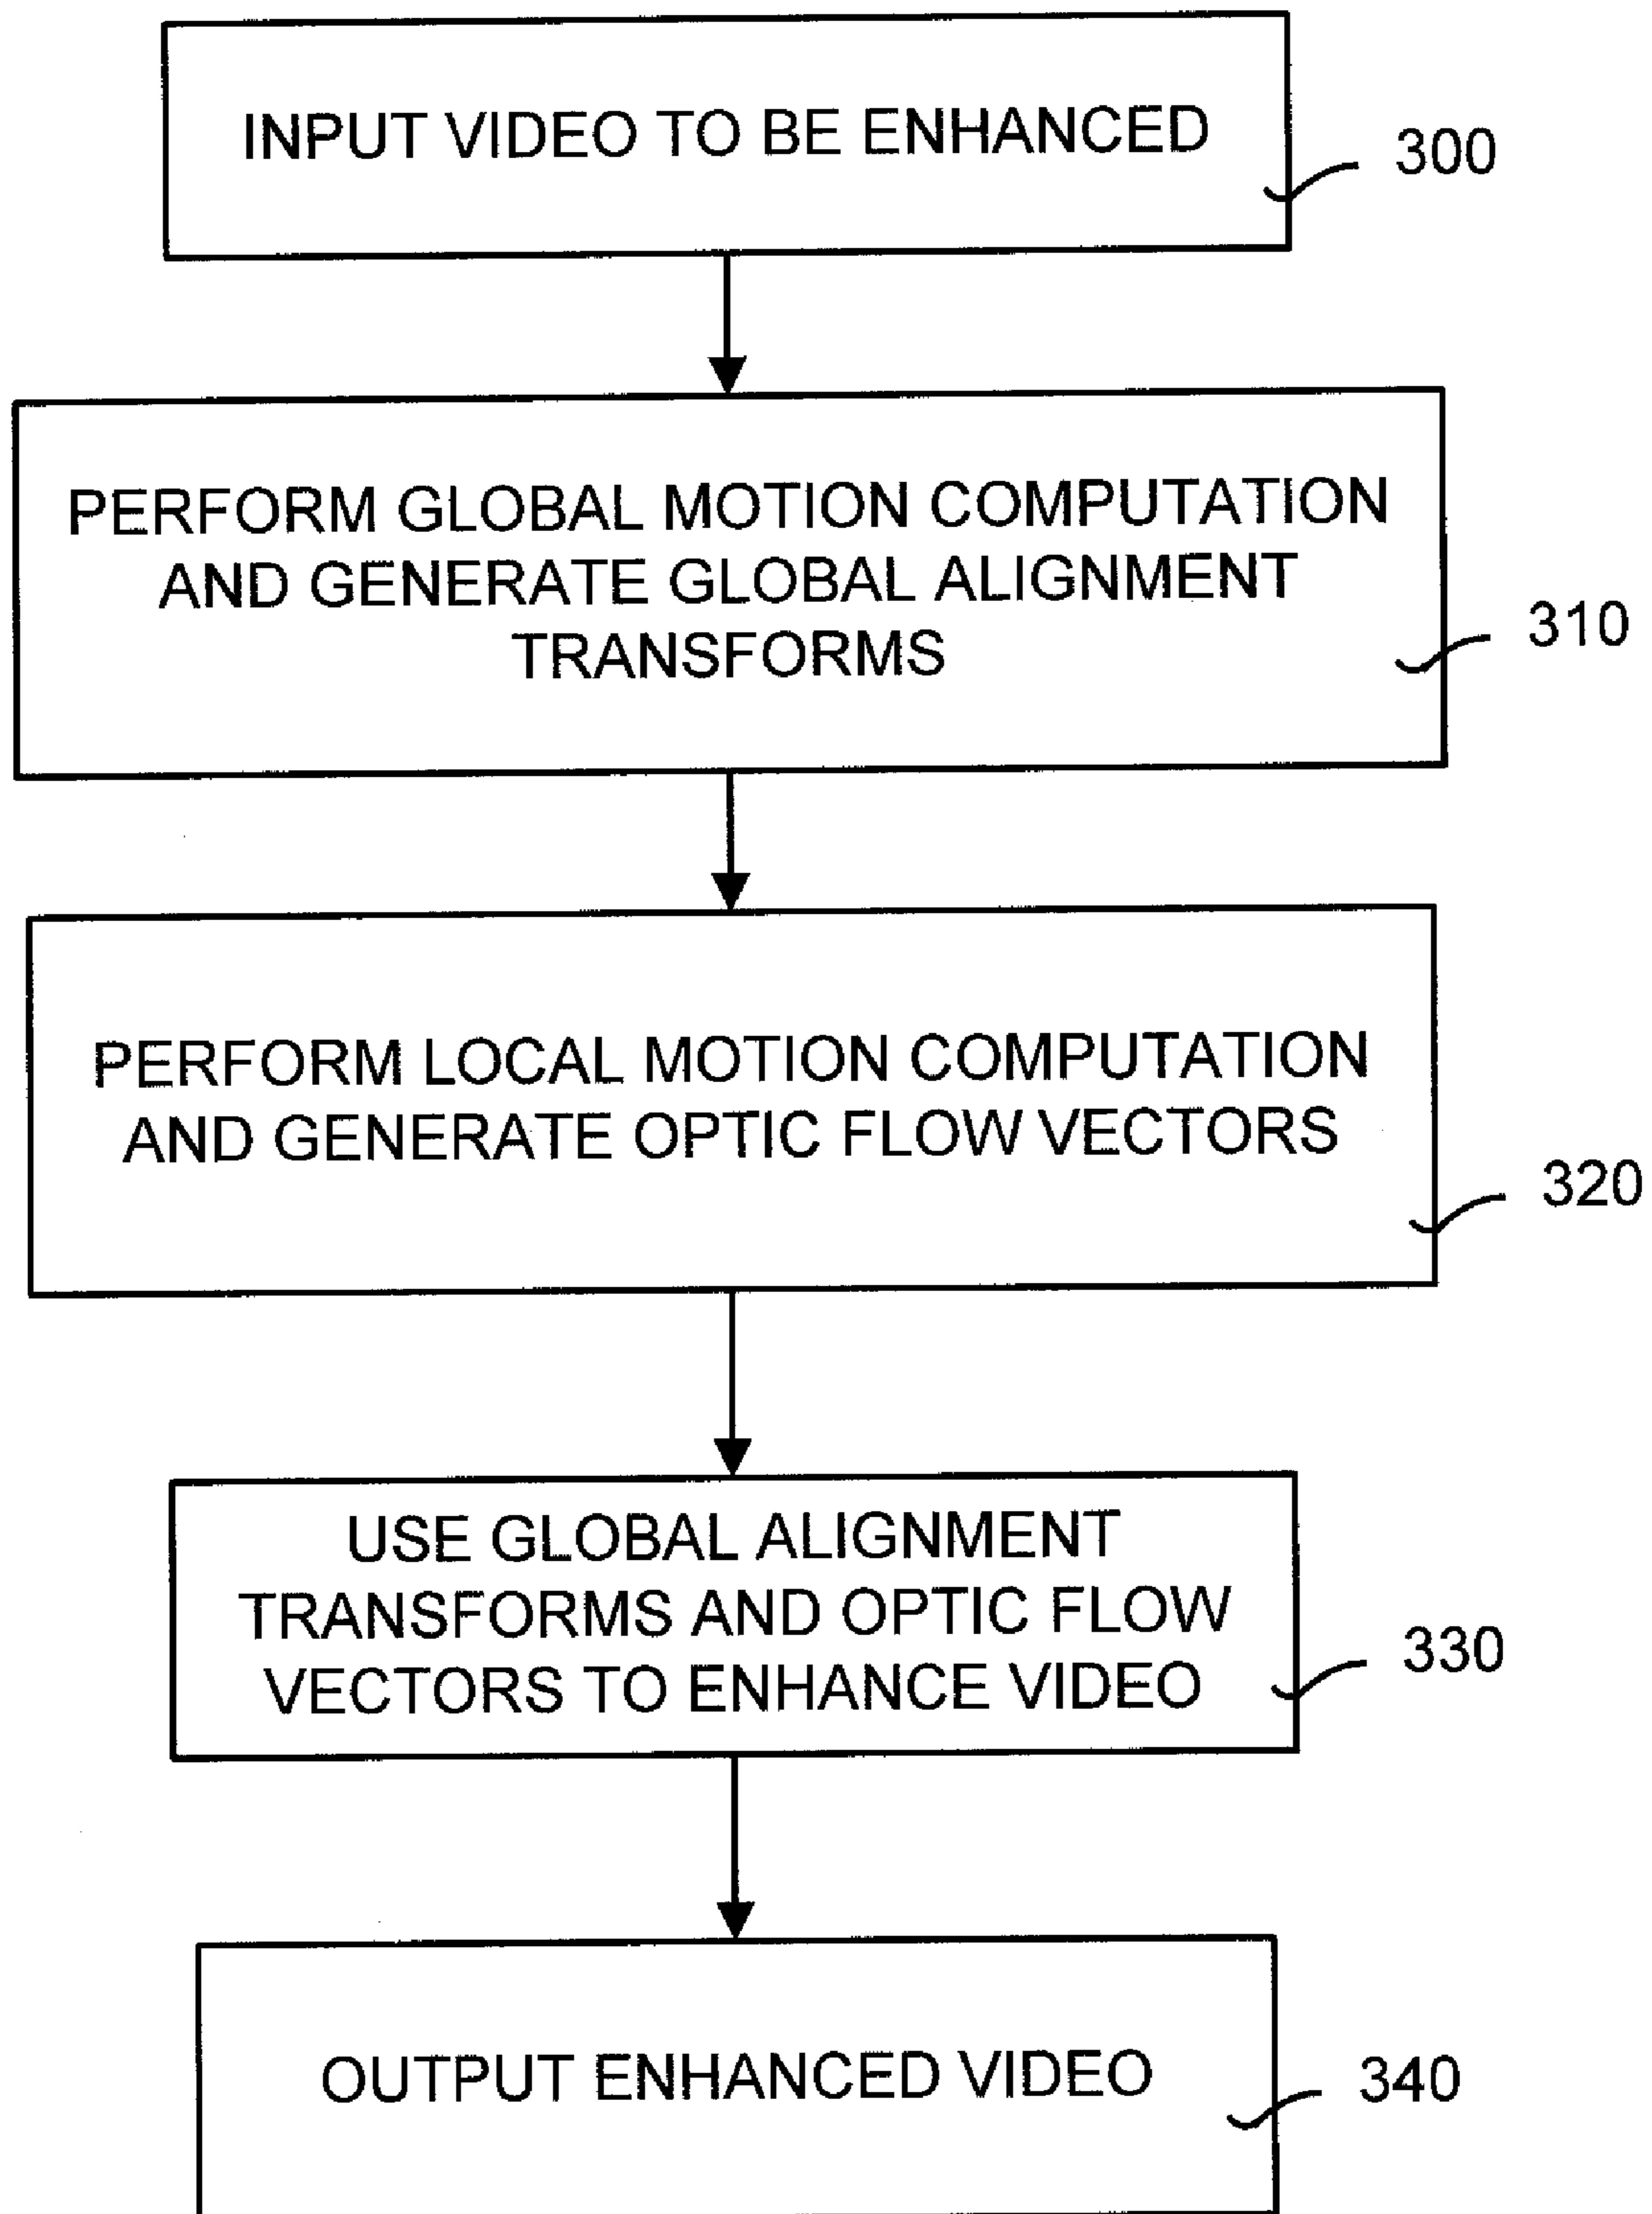 INPUT VIDEO TO BE ENHANCED
300
PERFORM GLOBAL MOTION COMPUTATION
AND GENERATE GLOBAL ALIGNMENT
TRANSFORMS
310
PERFORM LOCAL MOTION COMPUTATION
AND GENERATE OPTIC FLOW VECTORS
320
USE GLOBAL ALIGNMENT
TRANSFORMS AND OPTIC FLOW
VECTORS TO ENHANCE VIDEO
330
OUTPUT ENHANCED VIDEO
340